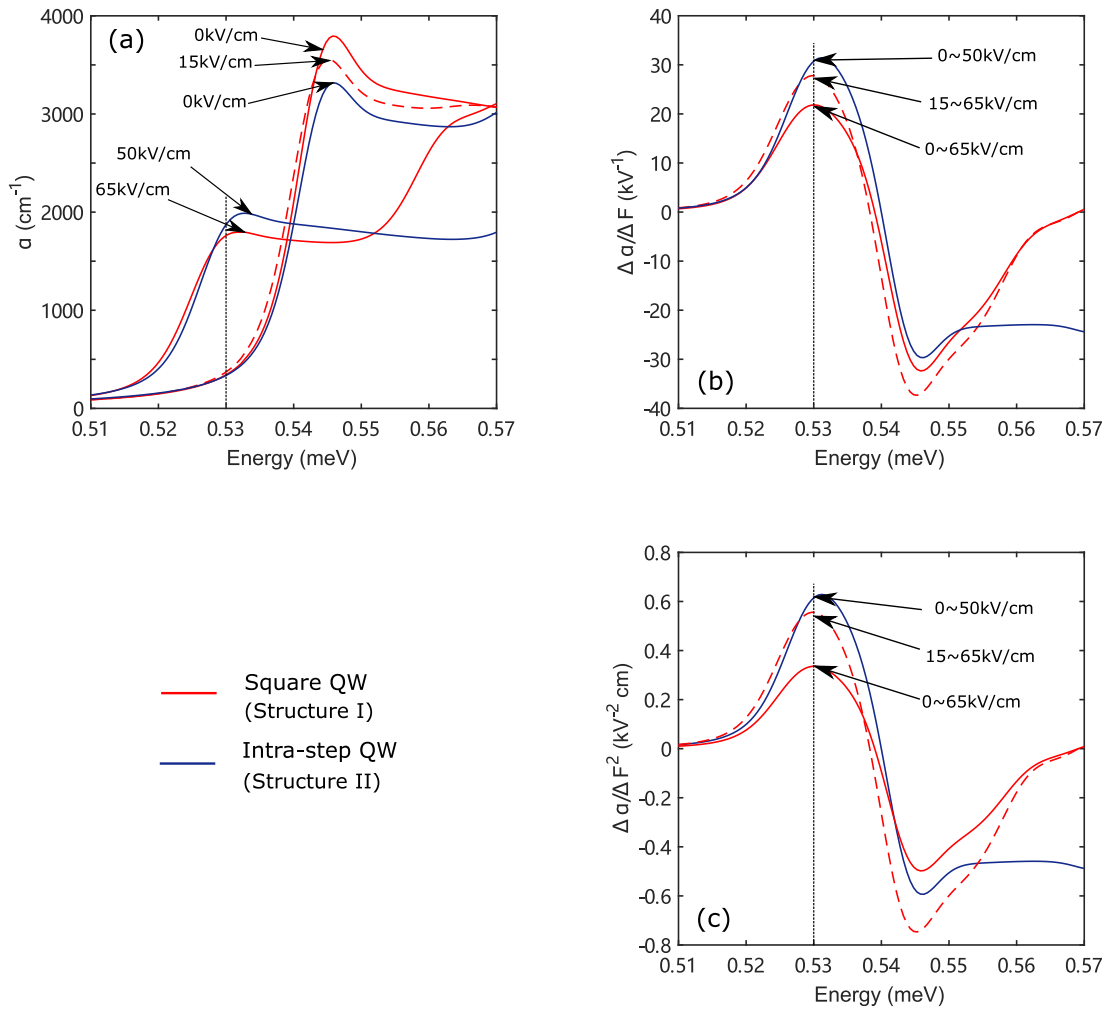 (a)
0kV/cm
15kV/cm
0kV/cm
50kV/cm
65kV/cm
4000
3000
2000
1000
0
α (cm⁻¹)
0.51 0.52 0.53 0.54 0.55 0.56 0.57
Energy (meV)
40
30
20
10
0
-10
-20
-30
-40
Δ α/Δ F (kV⁻¹)
0~50kV/cm
15~65kV/cm
0~65kV/cm
(b)
0.51 0.52 0.53 0.54 0.55 0.56 0.57
Energy (meV)
Square QW
(Structure I)
Intra-step QW
(Structure II)
0.8
0.6
0.4
0.2
0
-0.2
-0.4
-0.6
-0.8
Δ α/Δ F² (kV⁻² cm)
0~50kV/cm
15~65kV/cm
0~65kV/cm
(c)
0.51 0.52 0.53 0.54 0.55 0.56 0.57
Energy (meV)